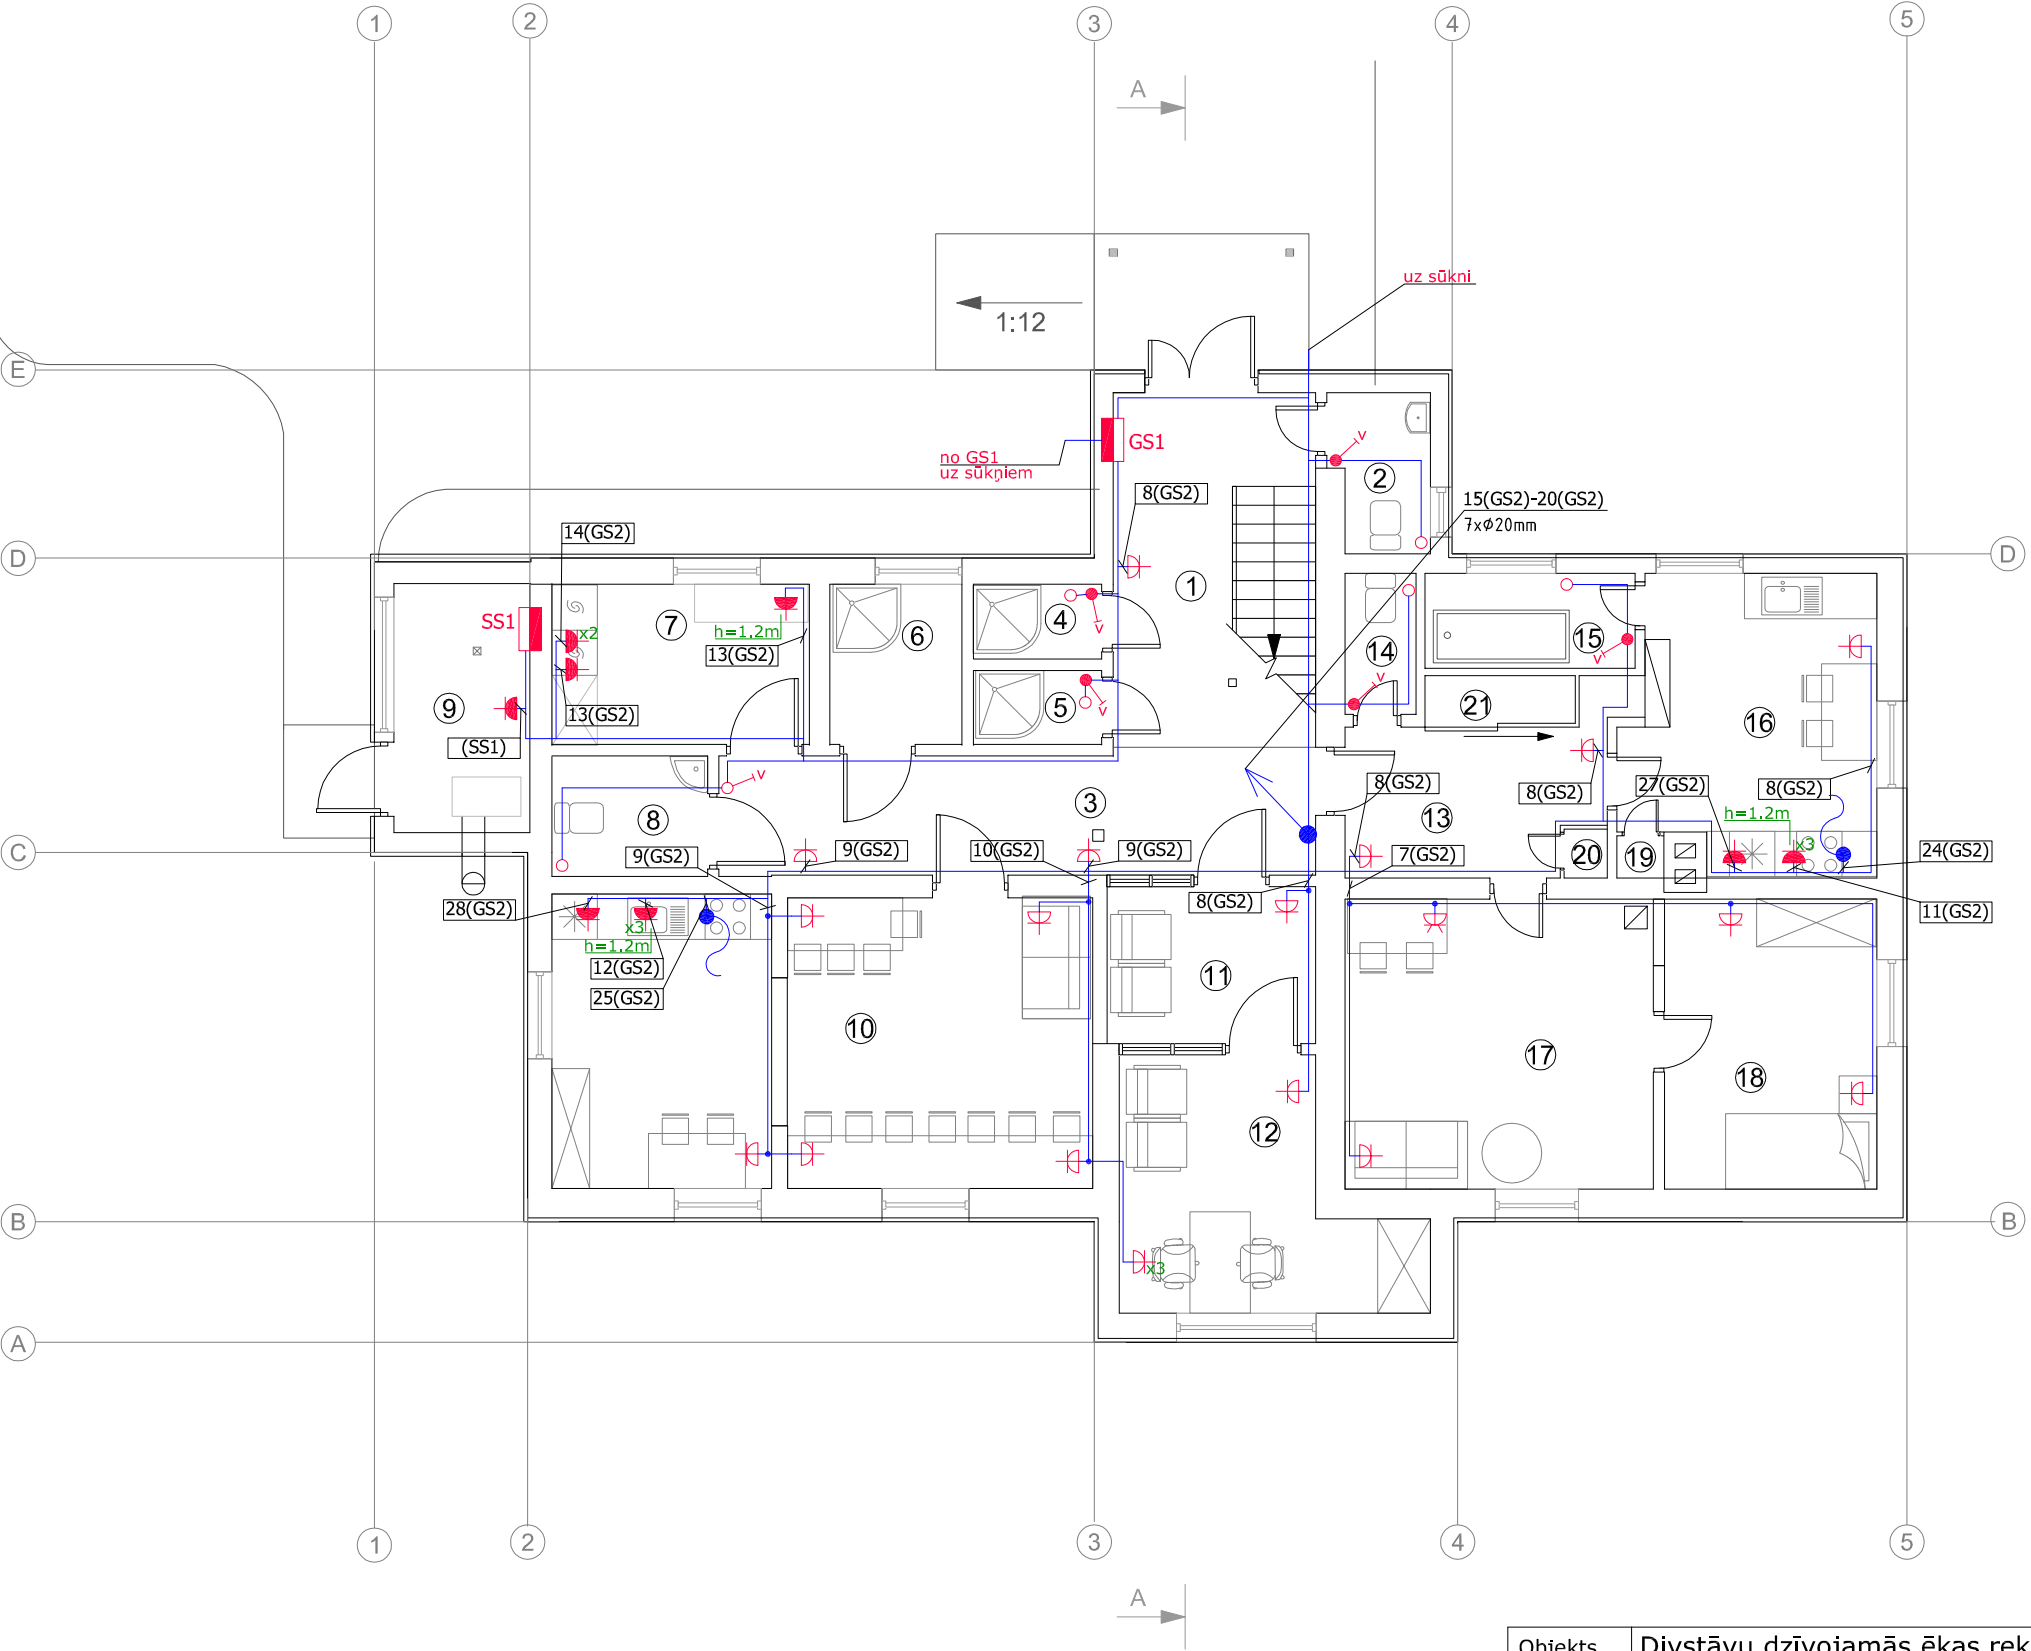 1
2
3
4
5
A
uz sūkni
1:12
E
GS1
no GS1
uz sūkņiem
8(GS2)
2
15(GS2)-20(GS2)
7xØ20mm
14(GS2)
D
D
1
SS1
x2
7
h=1.2m
13(GS2)
6
4
v
v
14
15
v
v
9
13(GS2)
(SS1)
5
v
21
16
v
3
8
8(GS2)
8(GS2)
27(GS2)
8(GS2)
h=1.2m
13
C
9(GS2)
9(GS2)
10(GS2)
9(GS2)
7(GS2)
20
19
x3
24(GS2)
28(GS2)
8(GS2)
11(GS2)
x3
h=1.2m
12(GS2)
25(GS2)
11
10
17
18
12
B
B
x3
A
1
2
3
4
5
A
Objekts
Divstāvu dzīvojamās ēkas rek